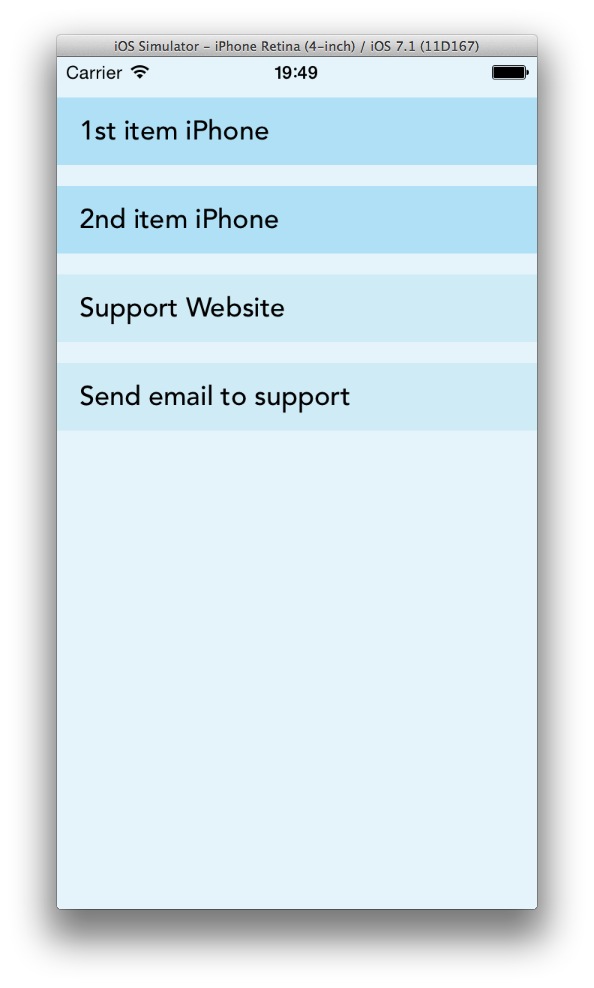 iOS Simulator – iPhone Retina (4-inch) / iOS 7.1 (11D167)
Carrier 19:49
1st item iPhone
2nd item iPhone
Support Website
Send email to support